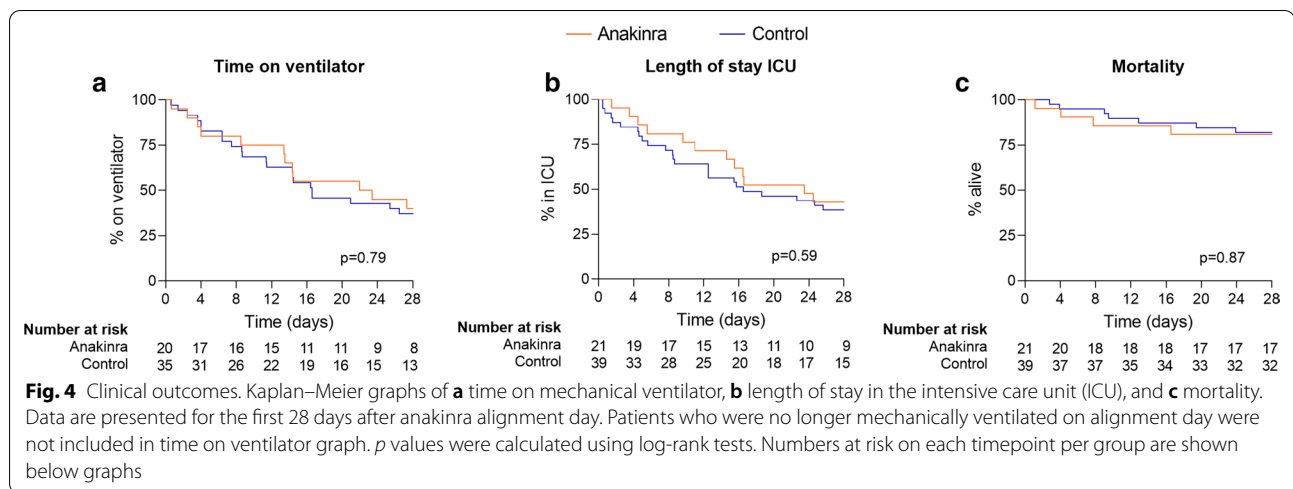 Anakinra Control
a Time on ventilator
% on ventilator
100
75
50
25
0
p=0.79
0 4 8 12 16 20 24 28
Time (days)
Number at risk
Anakinra 20 17 16 15 11 11 9 8
Control 35 31 26 22 19 16 15 13
b Length of stay ICU
% in ICU
100
75
50
25
0
p=0.59
0 4 8 12 16 20 24 28
Time (days)
Number at risk
Anakinra 21 19 17 15 13 11 10 9
Control 39 33 28 25 20 18 17 15
c Mortality
% alive
100
75
50
25
0
p=0.87
0 4 8 12 16 20 24 28
Time (days)
Number at risk
Anakinra 21 20 18 18 18 17 17 17
Control 39 37 37 35 34 33 32 32
Fig. 4 Clinical outcomes. Kaplan–Meier graphs of a time on mechanical ventilator, b length of stay in the intensive care unit (ICU), and c mortality.
Data are presented for the first 28 days after anakinra alignment day. Patients who were no longer mechanically ventilated on alignment day were
not included in time on ventilator graph. p values were calculated using log-rank tests. Numbers at risk on each timepoint per group are shown
below graphs